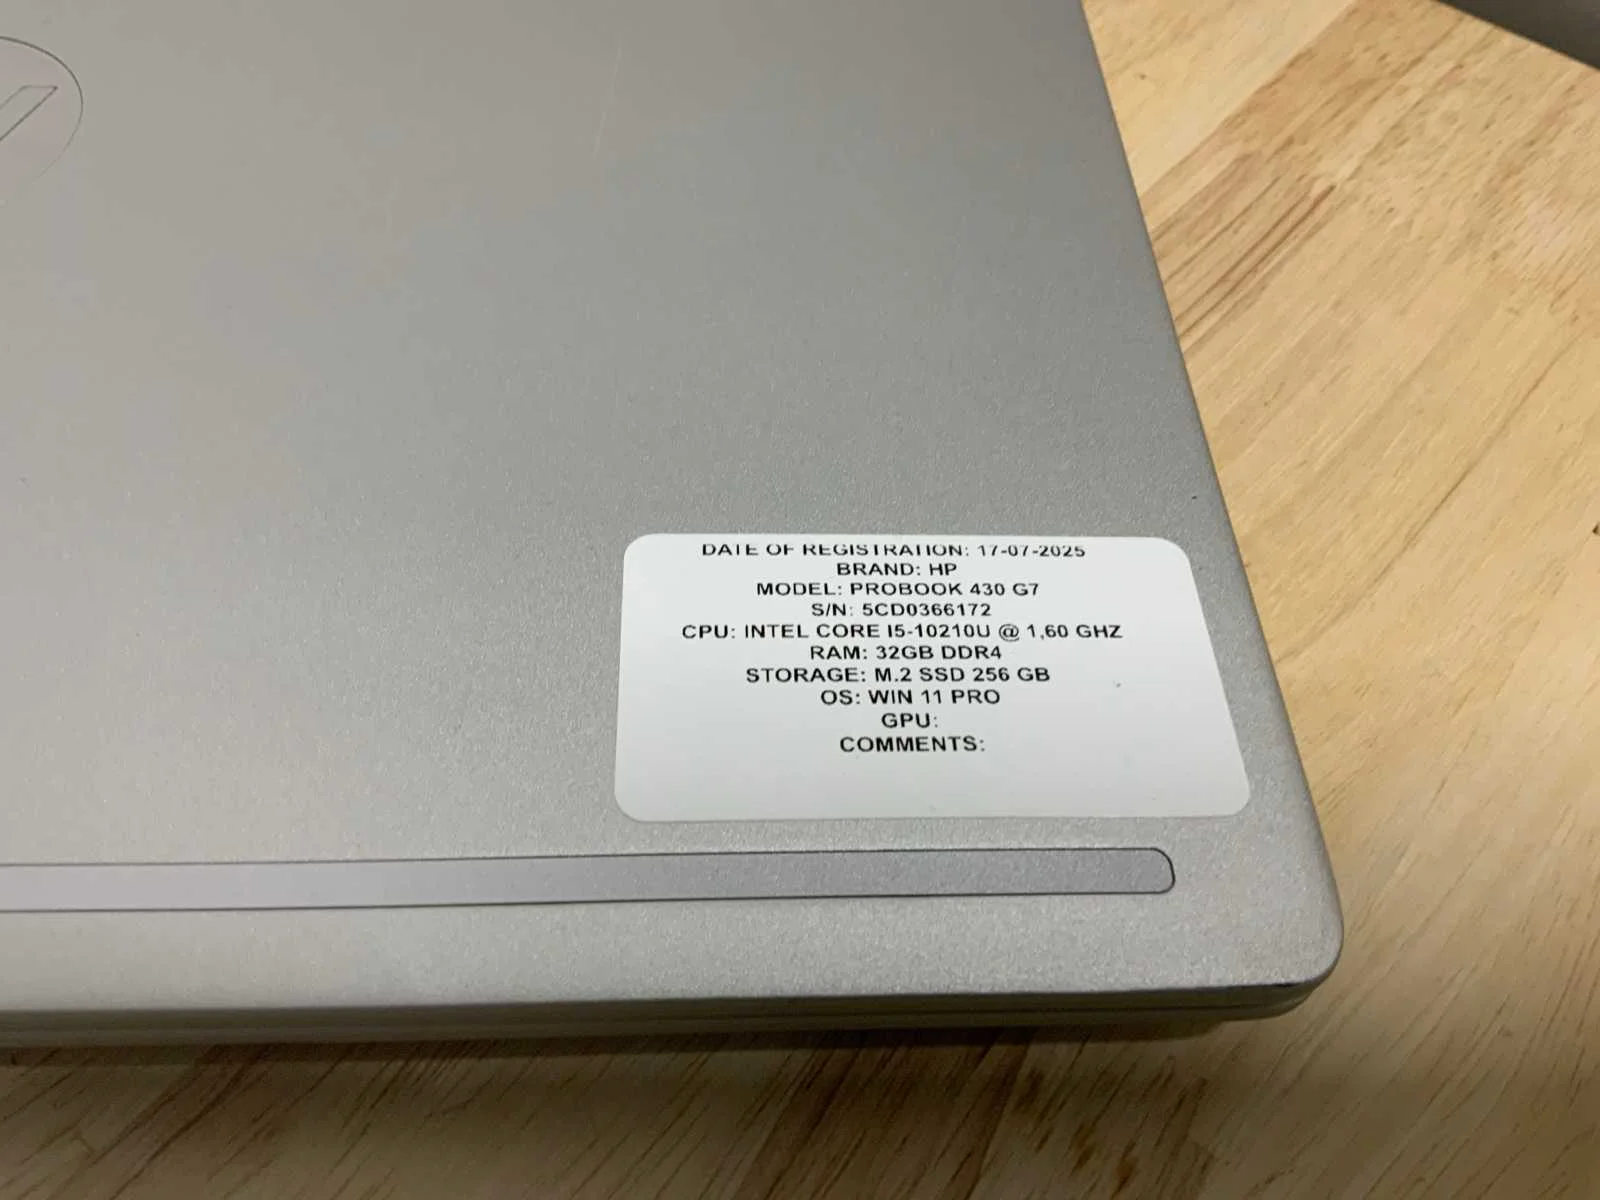 DATE OF REGISTRATION: 17-07-2025
BRAND: HP
MODEL: PROBOOK 430 G7
S/N: 5CD0366172
CPU: INTEL CORE I5-10210U @ 1,60 GHZ
RAM: 32GB DDR4
STORAGE: M.2 SSD 256 GB
OS: WIN 11 PRO
GPU:
COMMENTS: